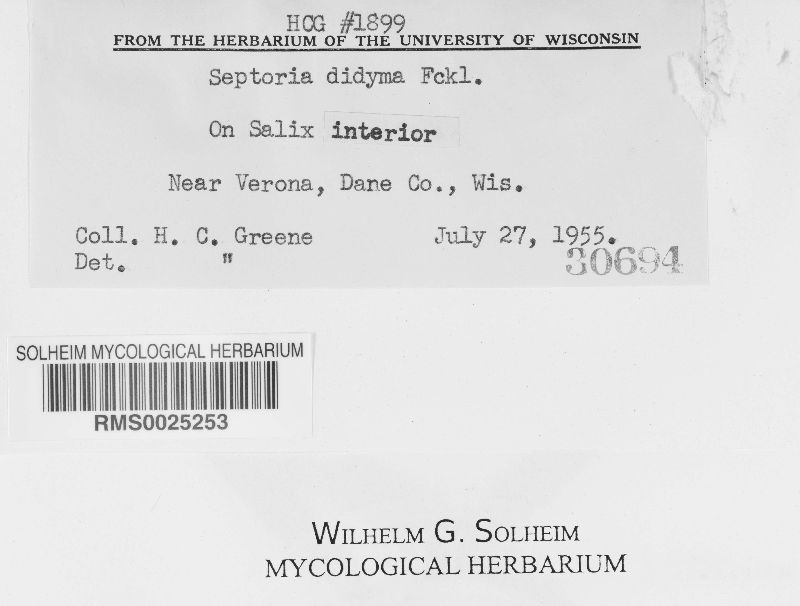 HCG #1899
FROM THE HERBARIUM OF THE UNIVERSITY OF WISCONSIN
Septoria didyma Fckl.
On Salix interior
Near Verona, Dane Co., Wis.
Coll. H. C. Greene July 27, 1955.
Det. "
30694
SOLHEIM MYCOLOGICAL HERBARIUM
RMS0025253
WILHELM G. SOLHEIM
MYCOLOGICAL HERBARIUM